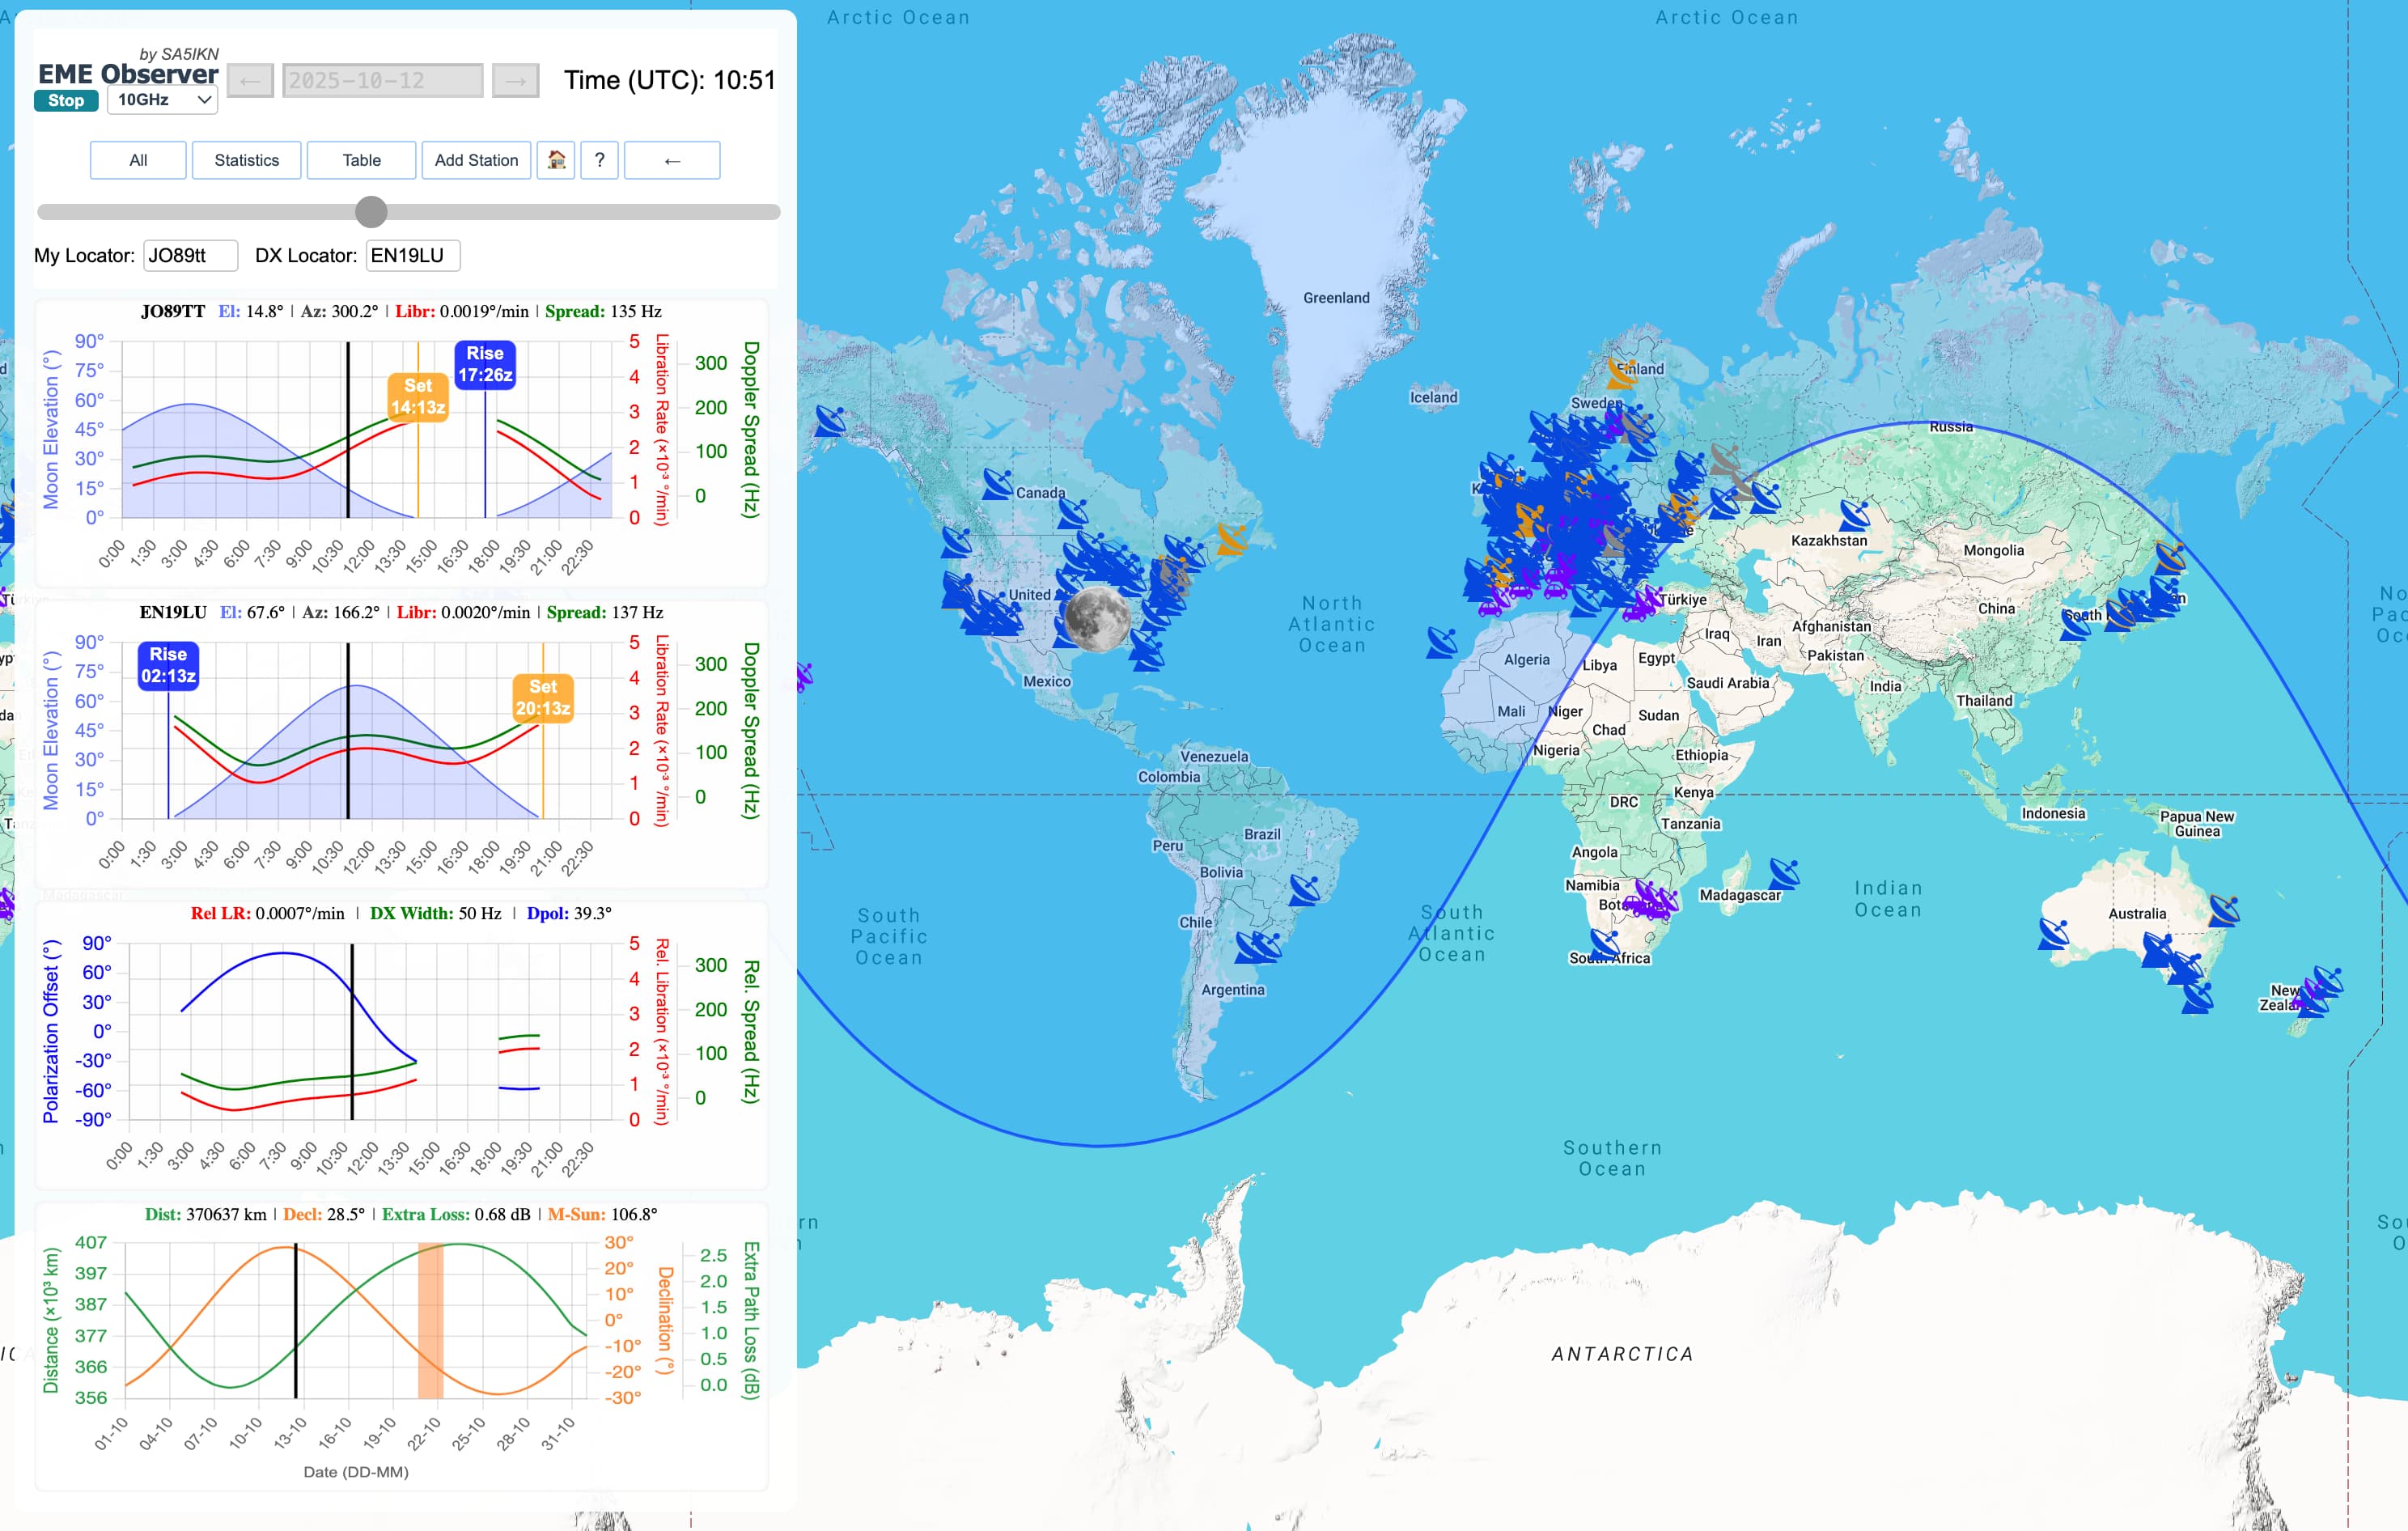 by SA5IKN
EME Observer
← 2025-10-12 →
Time (UTC): 10:51
Stop
10GHz
All
Statistics
Table
Add Station
?
←
My Locator: JO89tt DX Locator: EN19LU
JO89TT El: 14.8° | Az: 300.2° | Libr: 0.0019°/min | Spread: 135 Hz
Moon Elevation (°)
90°
75°
60°
45°
30°
15°
0°
Set
14:13z
Rise
17:26z
5
4
3
2
1
0
Libration Rate (×10⁻³ °/min)
300
200
100
0
Doppler Spread (Hz)
0:00 1:30 3:00 4:30 6:00 7:30 9:00 10:30 12:00 13:30 15:00 16:30 18:00 19:30 21:00 22:30
EN19LU El: 67.6° | Az: 166.2° | Libr: 0.0020°/min | Spread: 137 Hz
Moon Elevation (°)
90°
75°
60°
45°
30°
15°
0°
Rise
02:13z
Set
20:13z
5
4
3
2
1
0
Libration Rate (×10⁻³ °/min)
300
200
100
0
Doppler Spread (Hz)
0:00 1:30 3:00 4:30 6:00 7:30 9:00 10:30 12:00 13:30 15:00 16:30 18:00 19:30 21:00 22:30
Rel LR: 0.0007°/min | DX Width: 50 Hz | Dpol: 39.3°
Polarization Offset (°)
90°
60°
30°
0°
-30°
-60°
-90°
5
4
3
2
1
0
Rel. Libration (×10⁻³ °/min)
300
200
100
0
Rel. Spread (Hz)
0:00 1:30 3:00 4:30 6:00 7:30 9:00 10:30 12:00 13:30 15:00 16:30 18:00 19:30 21:00 22:30
Dist: 370637 km | Decl: 28.5° | Extra Loss: 0.68 dB | M-Sun: 106.8°
Distance (×10³ km)
407
397
387
377
366
356
30°
20°
10°
0°
-10°
-20°
-30°
Declination (°)
2.5
2.0
1.5
1.0
0.5
0.0
Extra Path Loss (dB)
01-10 04-10 07-10 10-10 13-10 16-10 19-10 22-10 25-10 28-10 31-10
Date (DD-MM)
Arctic Ocean
Arctic Ocean
Greenland
Iceland
Finland
Sweden
Russia
Canada
United
Mexico
North
Atlantic
Ocean
Kazakhstan
Mongolia
China
South
Türkiye
Afghanistan
Iraq
Iran
Pakistan
Algeria
Libya
Egypt
Saudi Arabia
India
Thailand
Mali
Niger
Sudan
Chad
Nigeria
Ethiopia
Venezuela
Colombia
DRC
Kenya
Tanzania
Indonesia
Papua New
Guinea
Brazil
Peru
Bolivia
Angola
Namibia
Madagascar
Indian
Ocean
Australia
Chile
South
Pacific
Ocean
South
Atlantic
Ocean
South Africa
Argentina
New
Southern
Ocean
ANTARCTICA